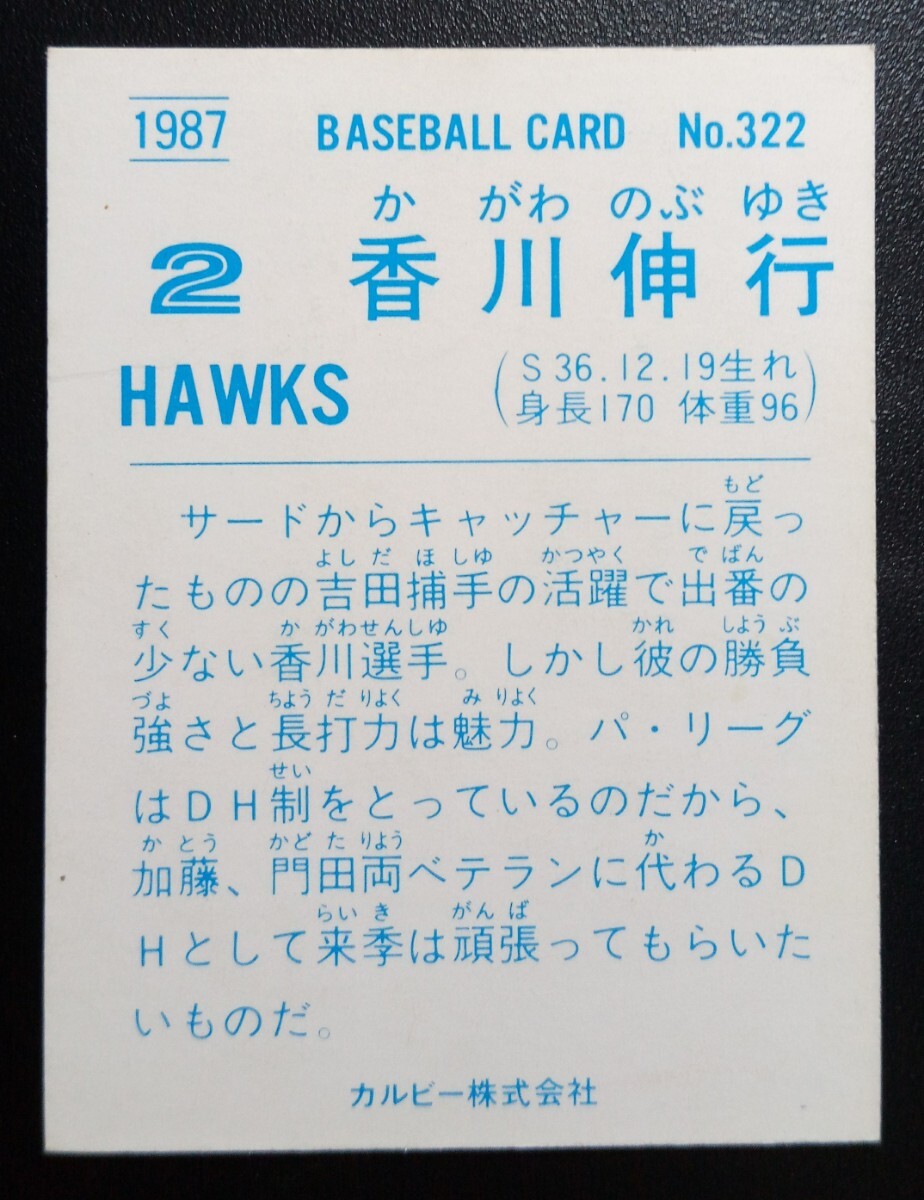 1987 BASEBALL CARD No.322
か がわ のぶ ゆき
2 香川伸行
HAWKS
(S36.12.19生れ
身長170 体重96)
もど
サードからキャッチャーに戻っ
よし だ ほ しゆ かつやく で ばん
たものの吉田捕手の活躍で出番の
すく か がわせんしゆ かれ しよう ぶ
少ない香川選手。しかし彼の勝負
づよ ちよう だ りよく み りよく
強さと長打力は魅力。パ・リーグ
せい
はDH制をとっているのだから、
か とう かど た りよう か
加藤、門田両ベテランに代わるD
らい き がん ば
Hとして来季は頑張ってもらいた
いものだ。
カルビー株式会社